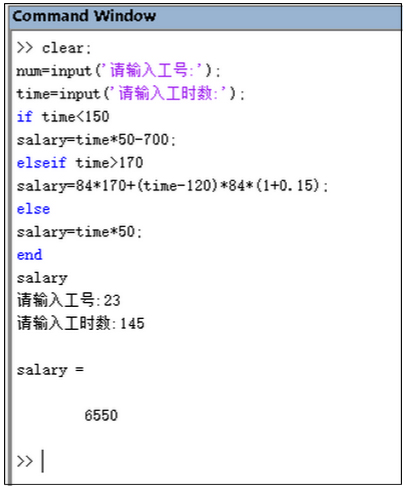 Command Window
>> clear;
num=input('请输入工号:');
time=input('请输入工时数:');
if time<150
salary=time*50-700;
elseif time>170
salary=84*170+(time-120)*84*(1+0.15);
else
salary=time*50;
end
salary
请输入工号:23
请输入工时数:145
salary =
6550
>>